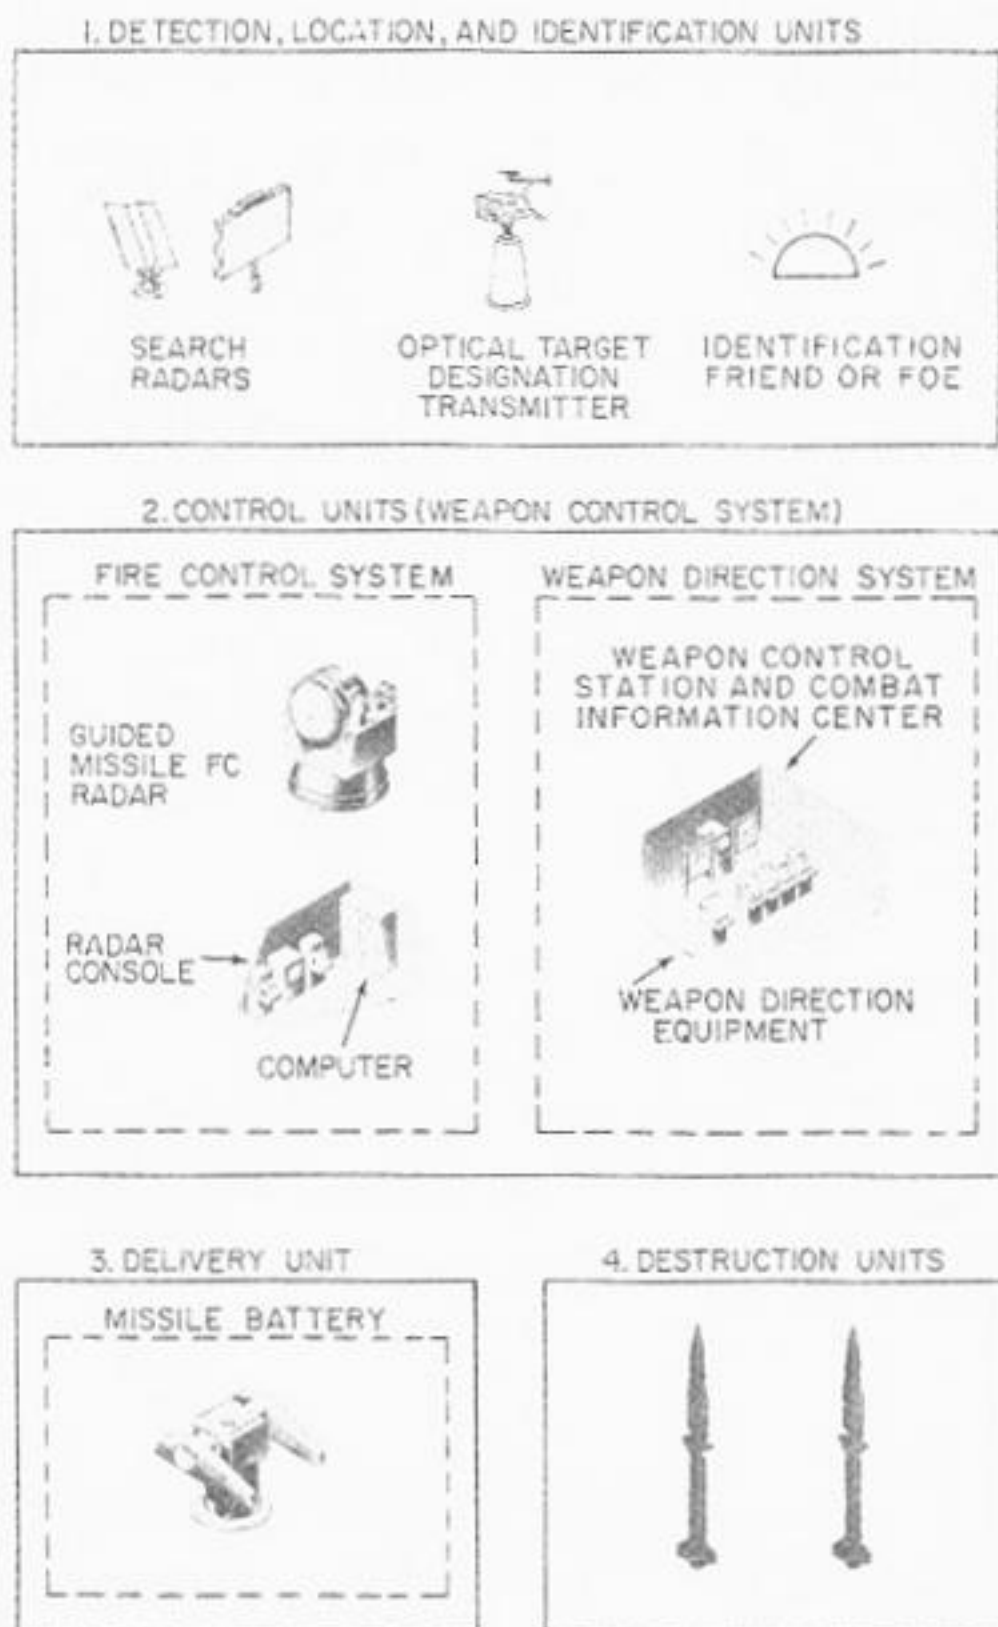 1. DETECTION, LOCATION, AND IDENTIFICATION UNITS
SEARCH
RADARS
OPTICAL TARGET
DESIGNATION
TRANSMITTER
IDENTIFICATION
FRIEND OR FOE
2. CONTROL UNITS (WEAPON CONTROL SYSTEM)
FIRE CONTROL SYSTEM
GUIDED
MISSILE FC
RADAR
RADAR
CONSOLE
COMPUTER
WEAPON DIRECTION SYSTEM
WEAPON CONTROL
STATION AND COMBAT
INFORMATION CENTER
WEAPON DIRECTION
EQUIPMENT
3. DELIVERY UNIT
MISSILE BATTERY
4. DESTRUCTION UNITS